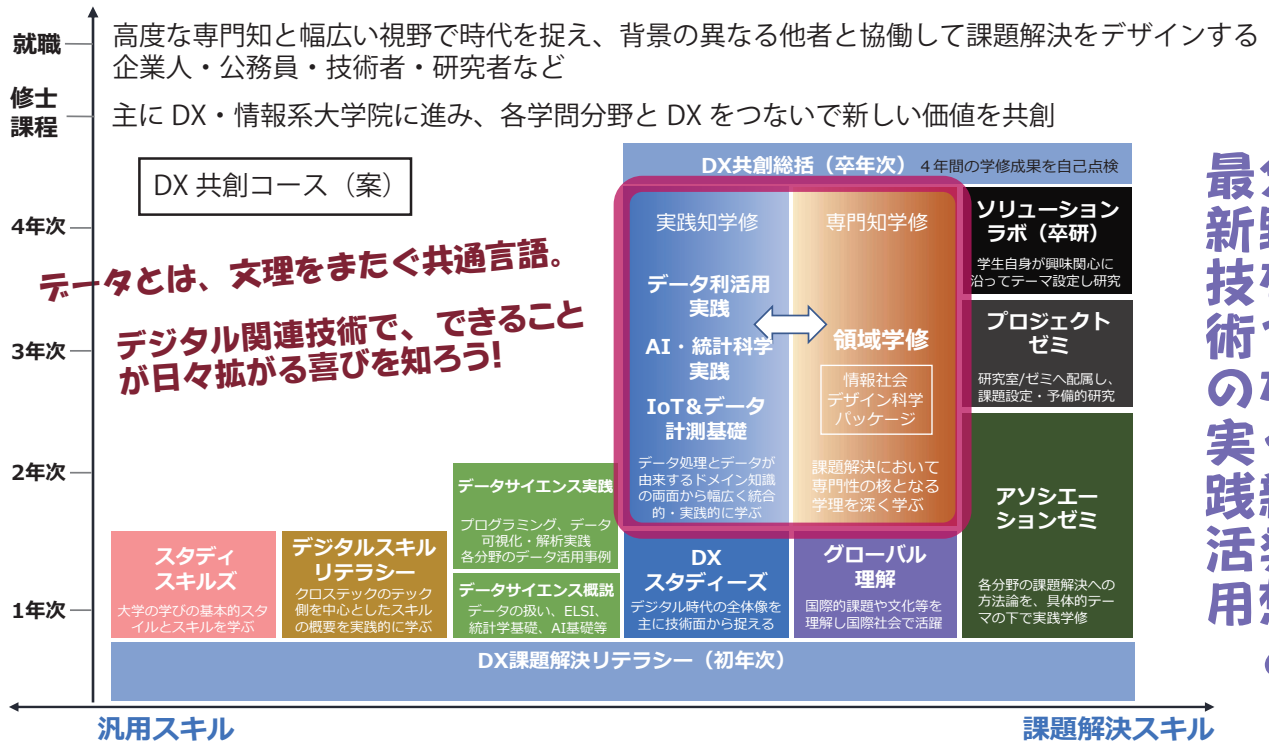 就職
高度な専門知と幅広い視野で時代を捉え、背景の異なる他者と協働して課題解決をデザインする
企業人・公務員・技術者・研究者など
修士
課程
主に DX・情報系大学院に進み、各学問分野と DX をつないで新しい価値を共創
DX 共創コース（案）
DX共創総括（卒年次） 4年間の学修成果を自己点検
4年次
3年次
2年次
1年次
データとは、文理をまたぐ共通言語。
デジタル関連技術で、できること
が日々拡がる喜びを知ろう!
実践知学修
データ利活用
実践
AI・統計科学
実践
IoT&データ
計測基礎
データ処理とデータが
由来するドメイン知識
の両面から幅広く統合
的・実践的に学ぶ
専門知学修
領域学修
情報社会
デザイン科学
パッケージ
課題解決において
専門性の核となる
学理を深く学ぶ
ソリューション
ラボ（卒研）
学生自身が興味関心に
沿ってテーマ設定し研究
プロジェクト
ゼミ
研究室/ゼミへ配属し、
課題設定・予備的研究
アソシエー
ションゼミ
各分野の課題解決への
方法論を、具体的テー
マの下で実践学修
データサイエンス実践
プログラミング、データ
可視化・解析実践
各分野のデータ活用事例
データサイエンス概説
データの扱い、ELSI、
統計学基礎、AI基礎等
スタディ
スキルズ
大学の学びの基本的スタ
イルとスキルを学ぶ
デジタルスキル
リテラシー
クロステックのテック
側を中心としたスキル
の概要を実践的に学ぶ
DX
スタディーズ
デジタル時代の全体像を
主に技術面から捉える
グローバル
理解
国際的課題や文化等を
理解し国際社会で活躍
DX課題解決リテラシー（初年次）
汎用スキル
課題解決スキル
最新技術の実践活用